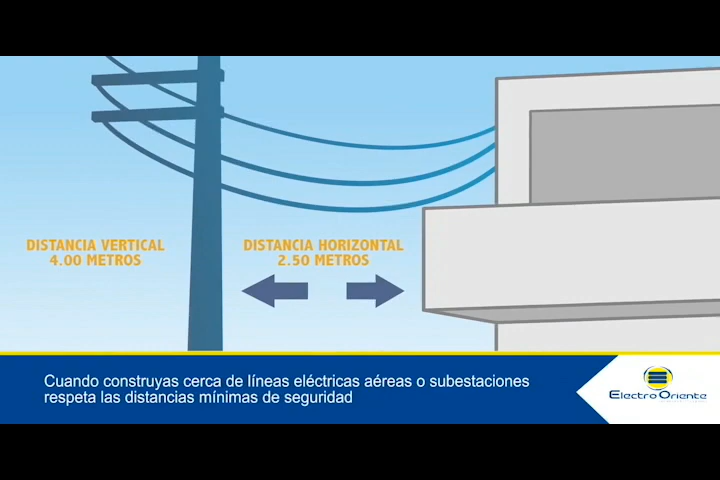 DISTANCIA VERTICAL
4.00 METROS
DISTANCIA HORIZONTAL
2.50 METROS
Cuando construyas cerca de líneas eléctricas aéreas o subestaciones
respeta las distancias mínimas de seguridad
Electro Oriente